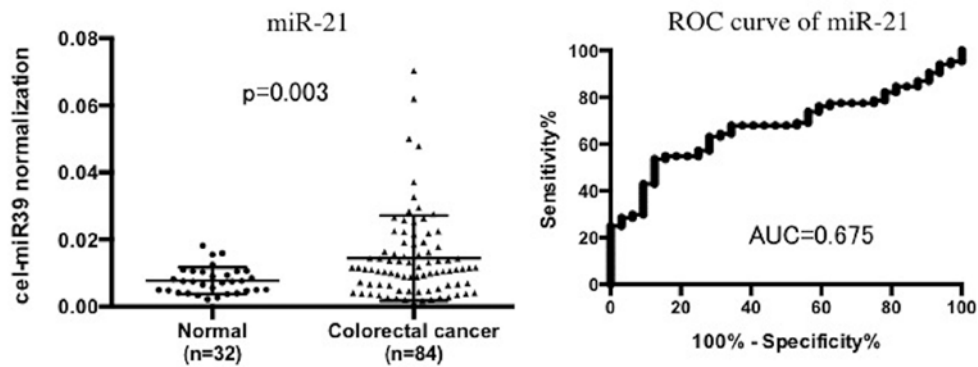 miR-21
p=0.003
cel-miR39 normalization
0.08
0.06
0.04
0.02
0.00
Normal
(n=32)
Colorectal cancer
(n=84)
ROC curve of miR-21
Sensitivity%
100
80
60
40
20
0
AUC=0.675
0 20 40 60 80 100
100% - Specificity%